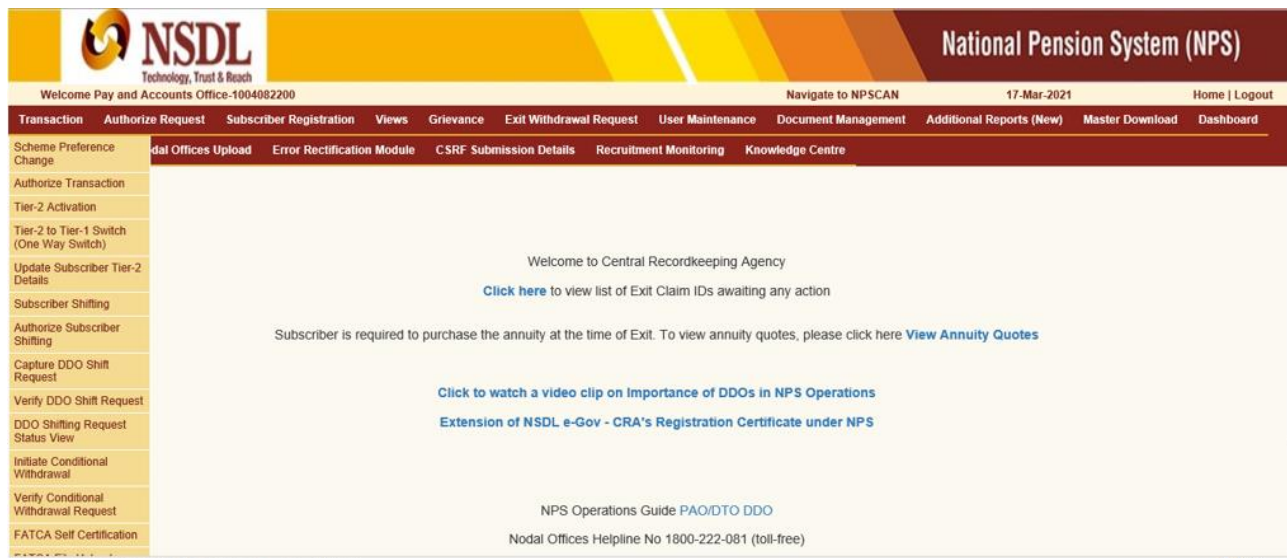 NSDL
Technology, Trust & Reach
National Pension System (NPS)
Welcome Pay and Accounts Office-1004082200
Navigate to NPSCAN
17-Mar-2021
Home | Logout
Transaction Authorize Request Subscriber Registration Views Grievance Exit Withdrawal Request User Maintenance Document Management Additional Reports (New) Master Download Dashboard
dal Offices Upload Error Rectification Module CSRF Submission Details Recruitment Monitoring Knowledge Centre
Scheme Preference
Change
Authorize Transaction
Tier-2 Activation
Tier-2 to Tier-1 Switch
(One Way Switch)
Update Subscriber Tier-2
Details
Subscriber Shifting
Authorize Subscriber
Shifting
Capture DDO Shift
Request
Verify DDO Shift Request
DDO Shifting Request
Status View
Initiate Conditional
Withdrawal
Verify Conditional
Withdrawal Request
FATCA Self Certification
Welcome to Central Recordkeeping Agency
Click here to view list of Exit Claim IDs awaiting any action
Subscriber is required to purchase the annuity at the time of Exit. To view annuity quotes, please click here View Annuity Quotes
Click to watch a video clip on Importance of DDOs in NPS Operations
Extension of NSDL e-Gov - CRA's Registration Certificate under NPS
NPS Operations Guide PAO/DTO DDO
Nodal Offices Helpline No 1800-222-081 (toll-free)